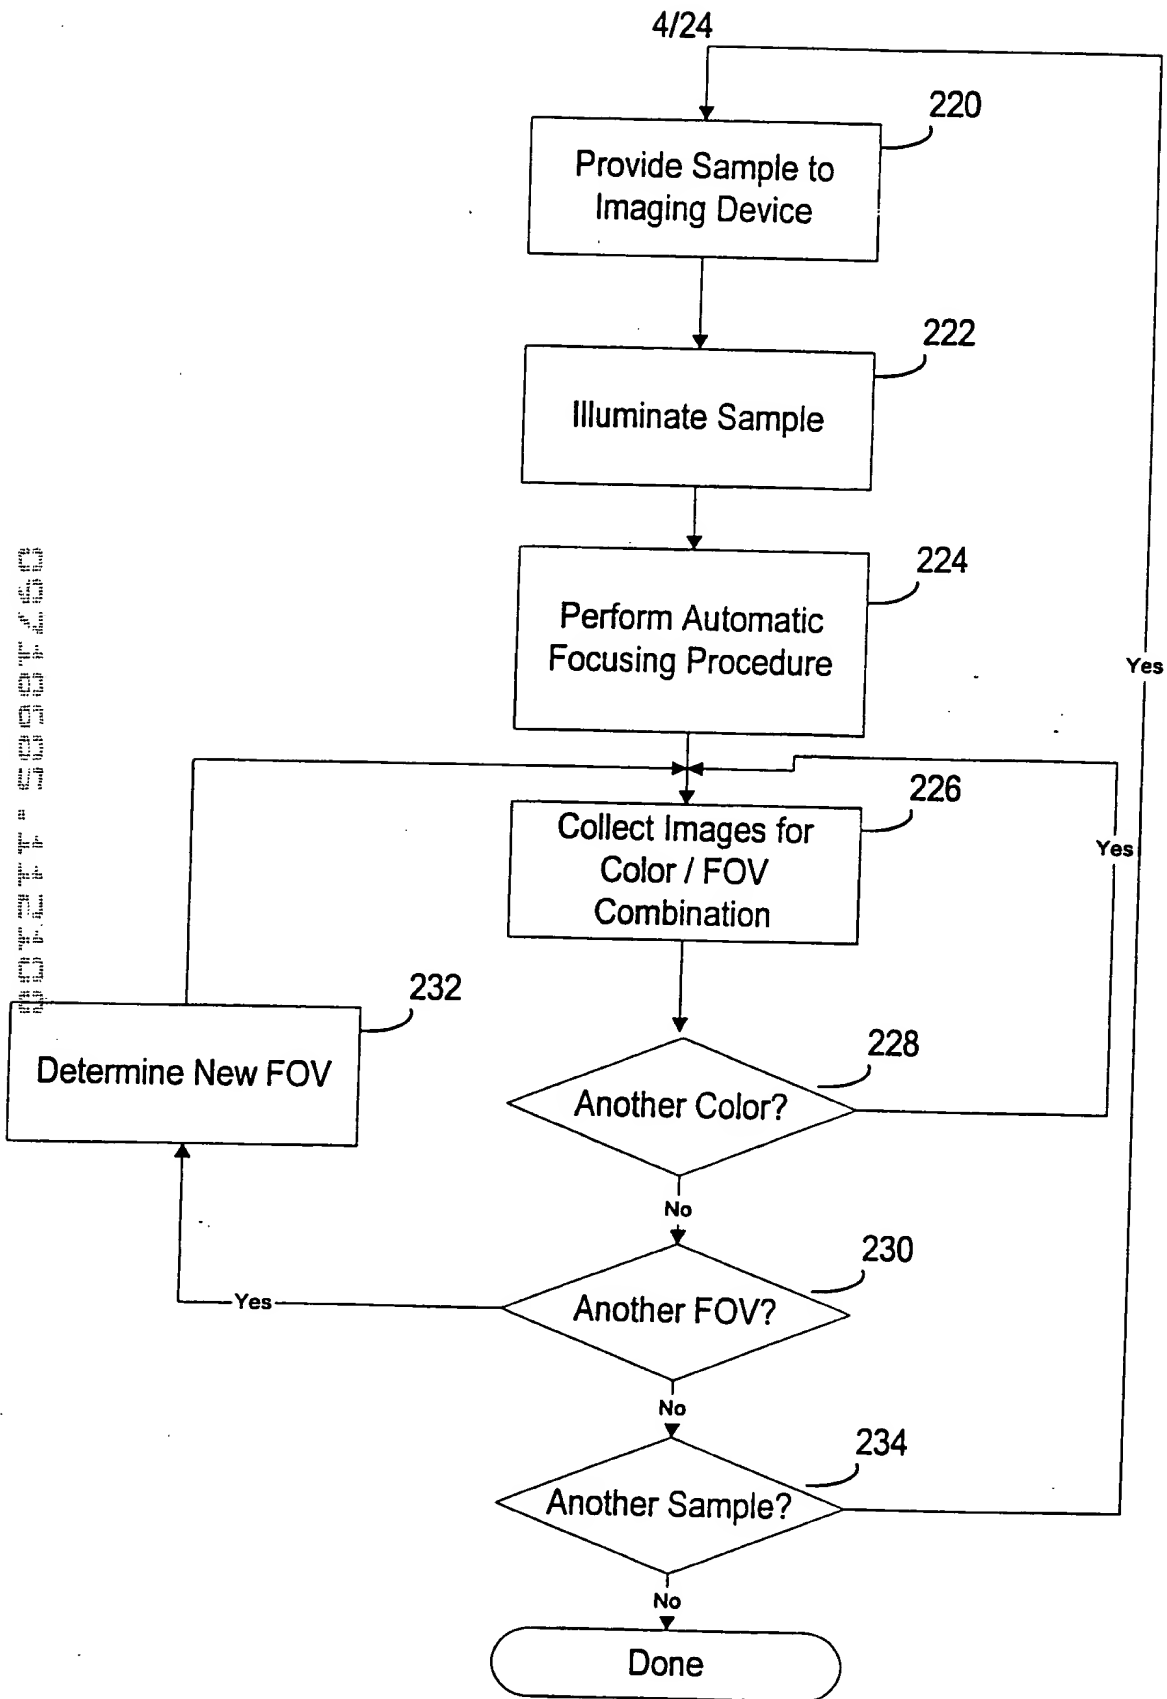 4/24
220
Provide Sample to
Imaging Device
222
Illuminate Sample
224
Perform Automatic
Focusing Procedure
Yes
226
Collect Images for
Color / FOV
Combination
Yes
232
Determine New FOV
228
Another Color?
No
230
Another FOV?
Yes
No
234
Another Sample?
No
Done